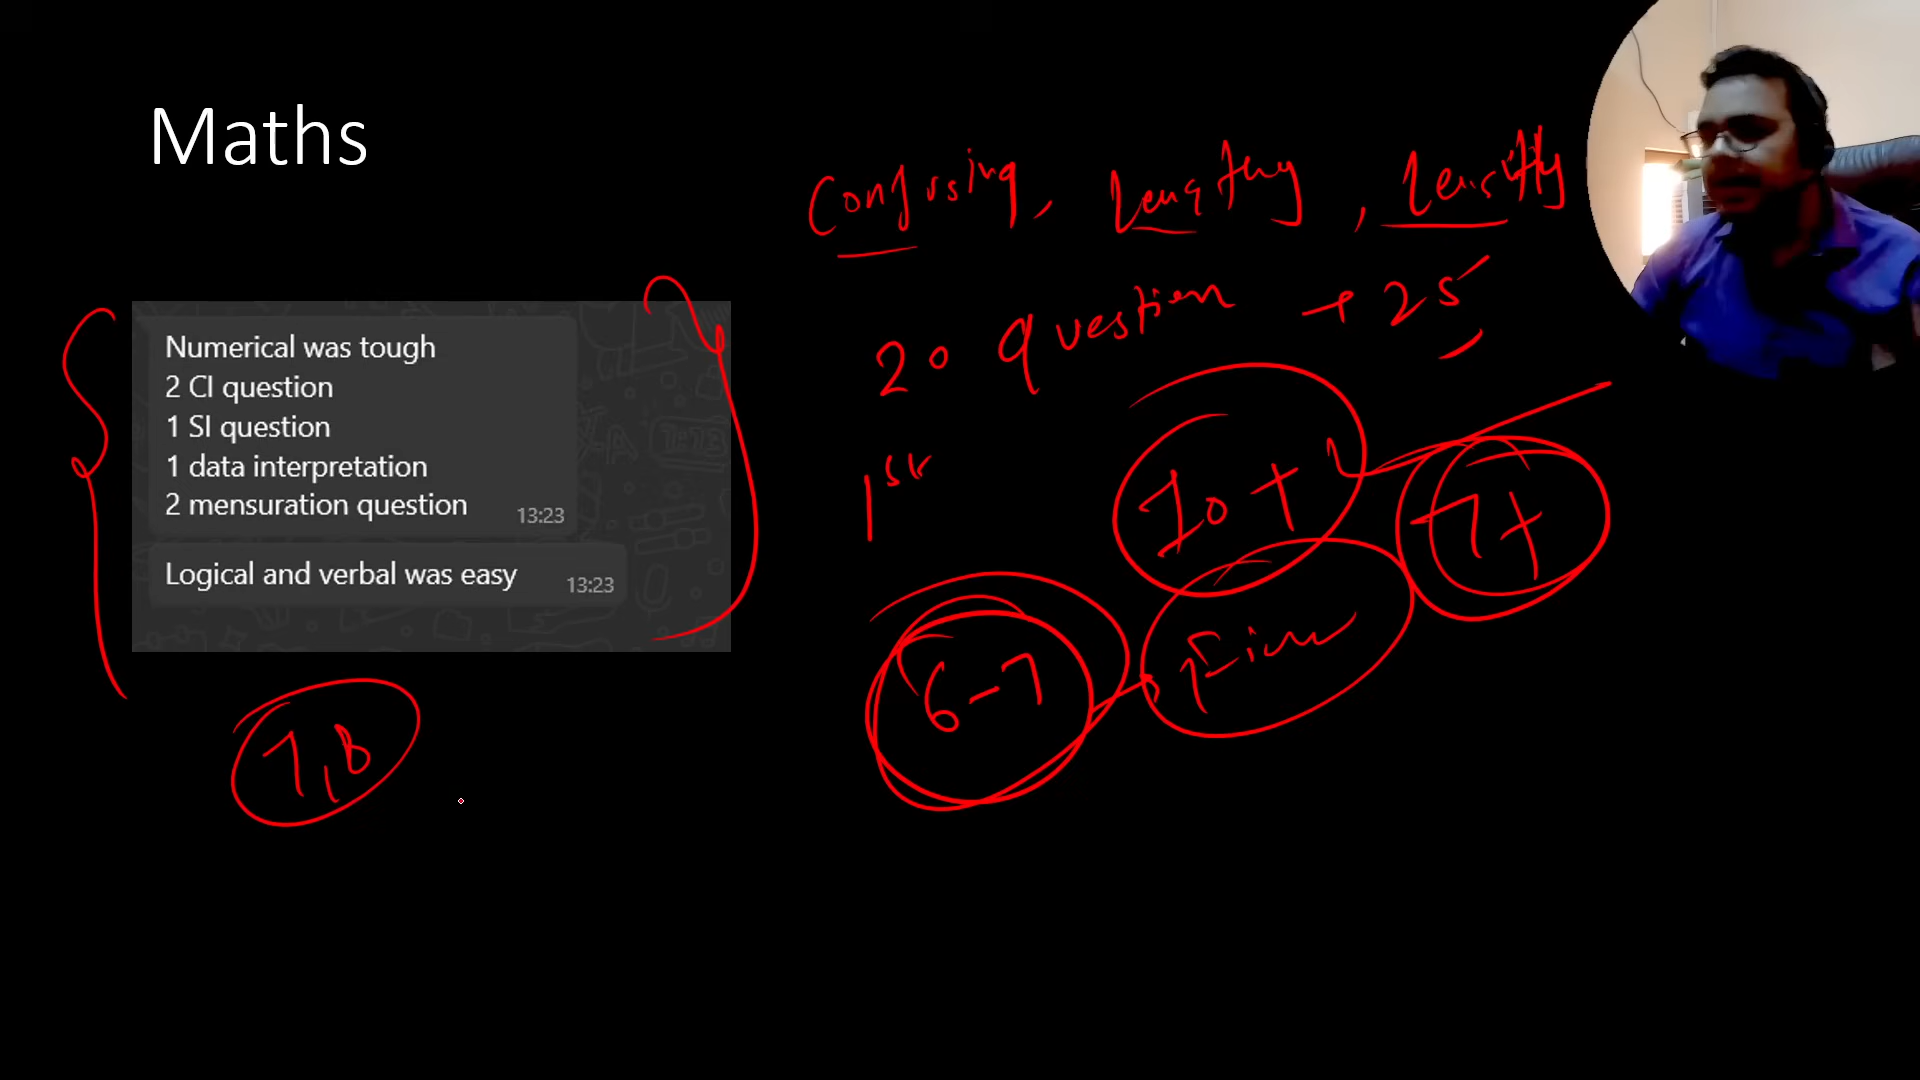 Maths
Confusing, Lengthy, Lengthy
20 question → 25
Numerical was tough
2 CI question
1 SI question
1 data interpretation
2 mensuration question 13:23
Logical and verbal was easy 13:23
1st
10+
7+
6-7
7,8